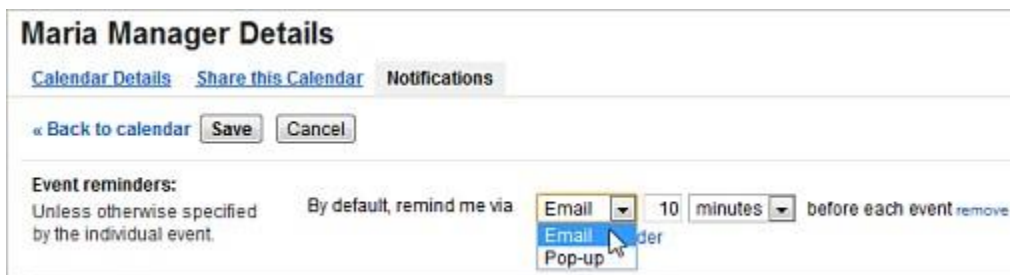 Maria Manager Details
Calendar Details Share this Calendar Notifications
« Back to calendar Save Cancel
Event reminders:
Unless otherwise specified
by the individual event.
By default, remind me via Email 10 minutes before each event remove
Email
Pop-up